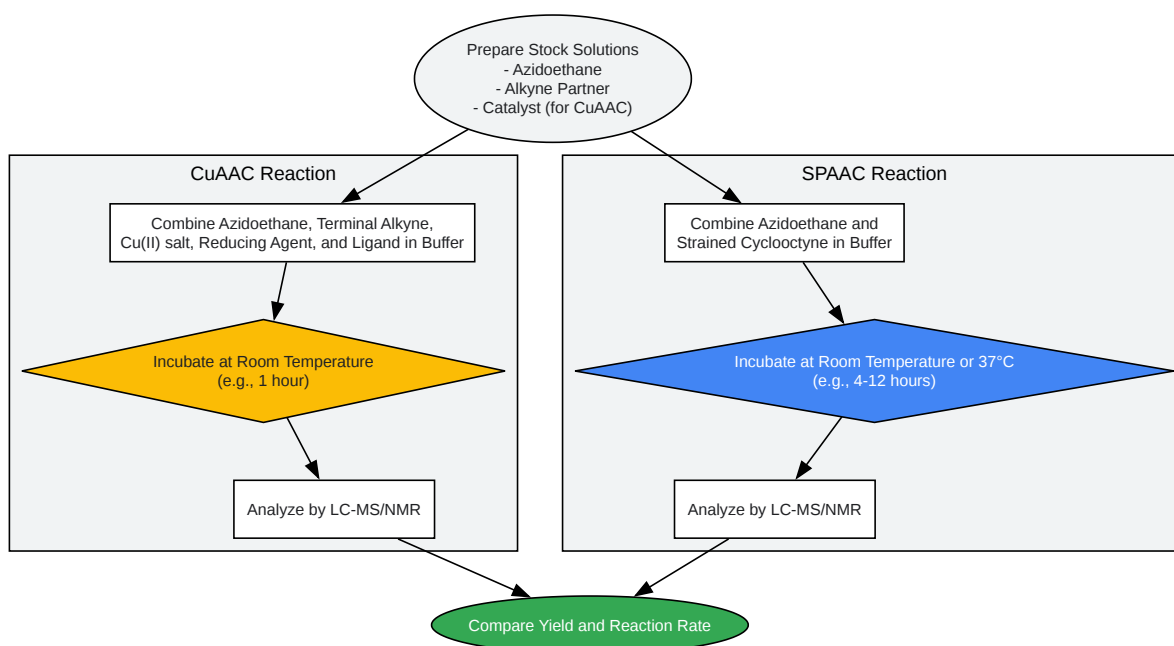 Prepare Stock Solutions
- Azidoethane
- Alkyne Partner
- Catalyst (for CuAAC)
CuAAC Reaction
Combine Azidoethane, Terminal Alkyne,
Cu(II) salt, Reducing Agent, and Ligand in Buffer
Incubate at Room Temperature
(e.g., 1 hour)
Analyze by LC-MS/NMR
SPAAC Reaction
Combine Azidoethane and
Strained Cyclooctyne in Buffer
Incubate at Room Temperature or 37°C
(e.g., 4-12 hours)
Analyze by LC-MS/NMR
Compare Yield and Reaction Rate